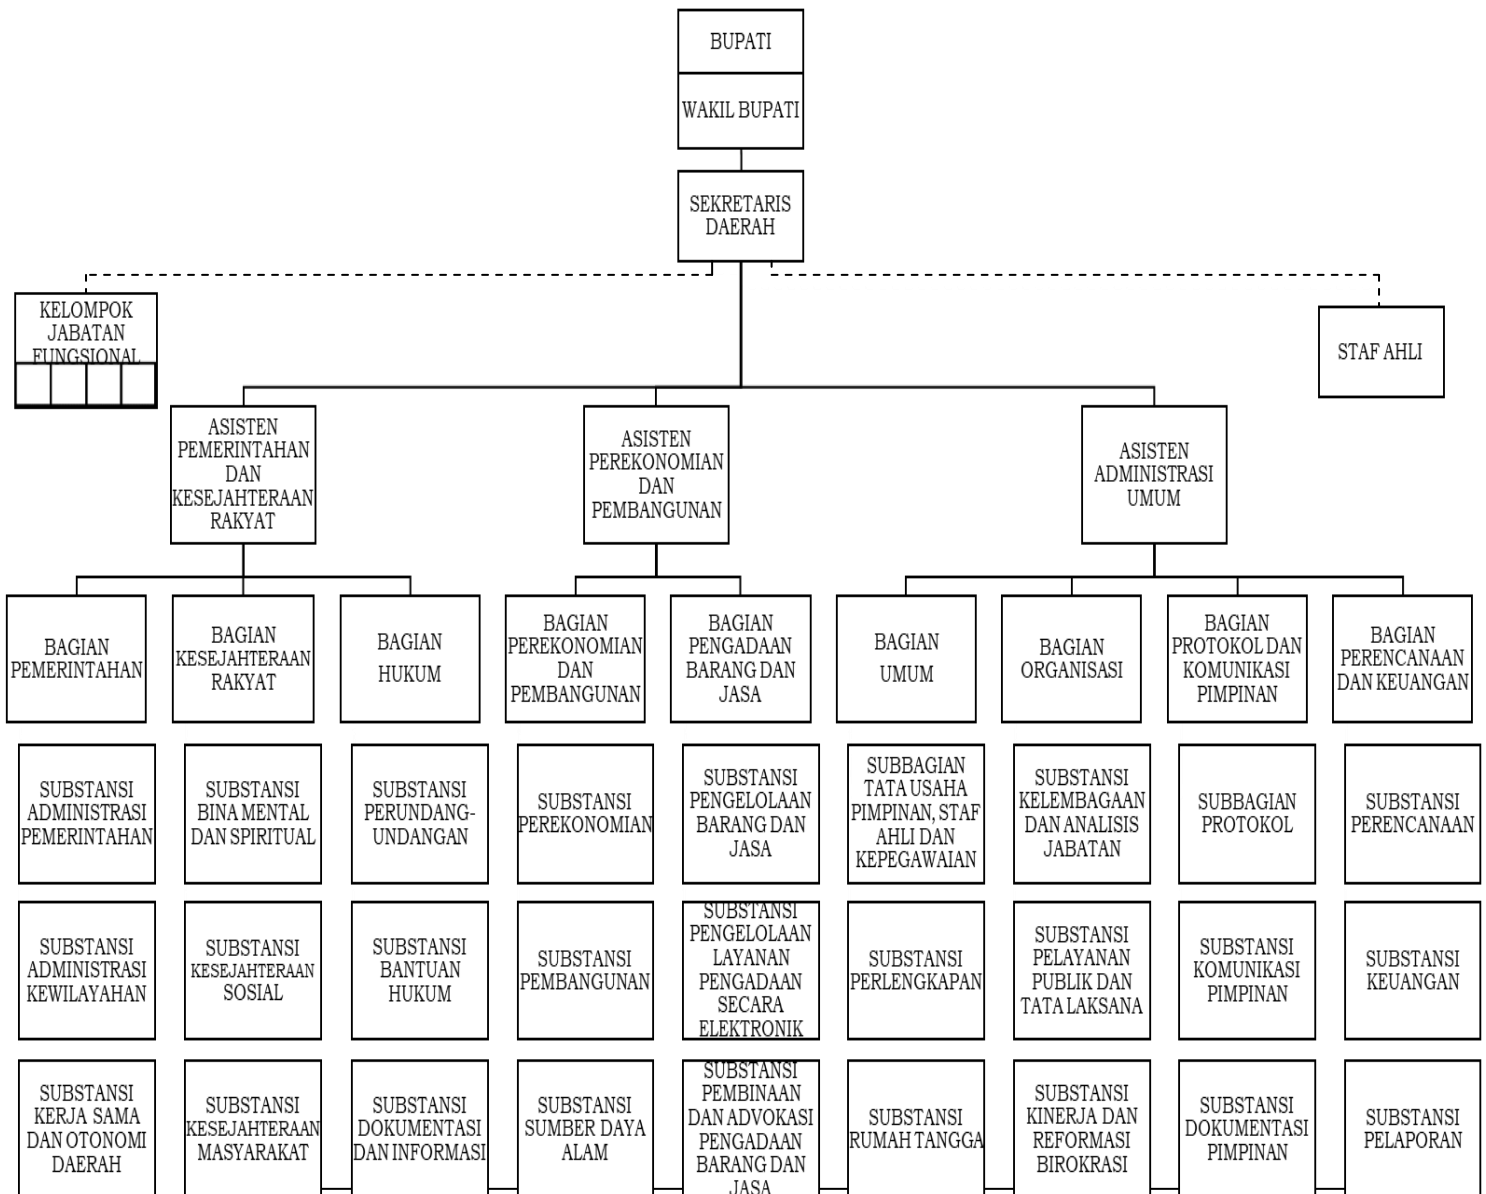 BUPATI
WAKIL BUPATI
SEKRETARIS
DAERAH
KELOMPOK
JABATAN
FUNGSIONAL
STAF AHLI
ASISTEN
PEMERINTAHAN
DAN
KESEJAHTERAAN
RAKYAT
ASISTEN
PEREKONOMIAN
DAN
PEMBANGUNAN
ASISTEN
ADMINISTRASI
UMUM
BAGIAN
PEMERINTAHAN
BAGIAN
KESEJAHTERAAN
RAKYAT
BAGIAN
HUKUM
BAGIAN
PEREKONOMIAN
DAN
PEMBANGUNAN
BAGIAN
PENGADAAN
BARANG DAN
JASA
BAGIAN
UMUM
BAGIAN
ORGANISASI
BAGIAN
PROTOKOL DAN
KOMUNIKASI
PIMPINAN
BAGIAN
PERENCANAAN
DAN KEUANGAN
SUBSTANSI
ADMINISTRASI
PEMERINTAHAN
SUBSTANSI
BINA MENTAL
DAN SPIRITUAL
SUBSTANSI
PERUNDANG-
UNDANGAN
SUBSTANSI
PEREKONOMIAN
SUBSTANSI
PENGELOLAAN
BARANG DAN
JASA
SUBBAGIAN
TATA USAHA
PIMPINAN, STAF
AHLI DAN
KEPEGAWAIAN
SUBSTANSI
KELEMBAGAAN
DAN ANALISIS
JABATAN
SUBBAGIAN
PROTOKOL
SUBSTANSI
PERENCANAAN
SUBSTANSI
ADMINISTRASI
KEWILAYAHAN
SUBSTANSI
KESEJAHTERAAN
SOSIAL
SUBSTANSI
BANTUAN
HUKUM
SUBSTANSI
PEMBANGUNAN
SUBSTANSI
PENGELOLAAN
LAYANAN
PENGADAAN
SECARA
ELEKTRONIK
SUBSTANSI
PERLENGKAPAN
SUBSTANSI
PELAYANAN
PUBLIK DAN
TATA LAKSANA
SUBSTANSI
KOMUNIKASI
PIMPINAN
SUBSTANSI
KEUANGAN
SUBSTANSI
KERJA SAMA
DAN OTONOMI
DAERAH
SUBSTANSI
KESEJAHTERAAN
MASYARAKAT
SUBSTANSI
DOKUMENTASI
DAN INFORMASI
SUBSTANSI
SUMBER DAYA
ALAM
SUBSTANSI
PEMBINAAN
DAN ADVOKASI
PENGADAAN
BARANG DAN
JASA
SUBSTANSI
RUMAH TANGGA
SUBSTANSI
KINERJA DAN
REFORMASI
BIROKRASI
SUBSTANSI
DOKUMENTASI
PIMPINAN
SUBSTANSI
PELAPORAN